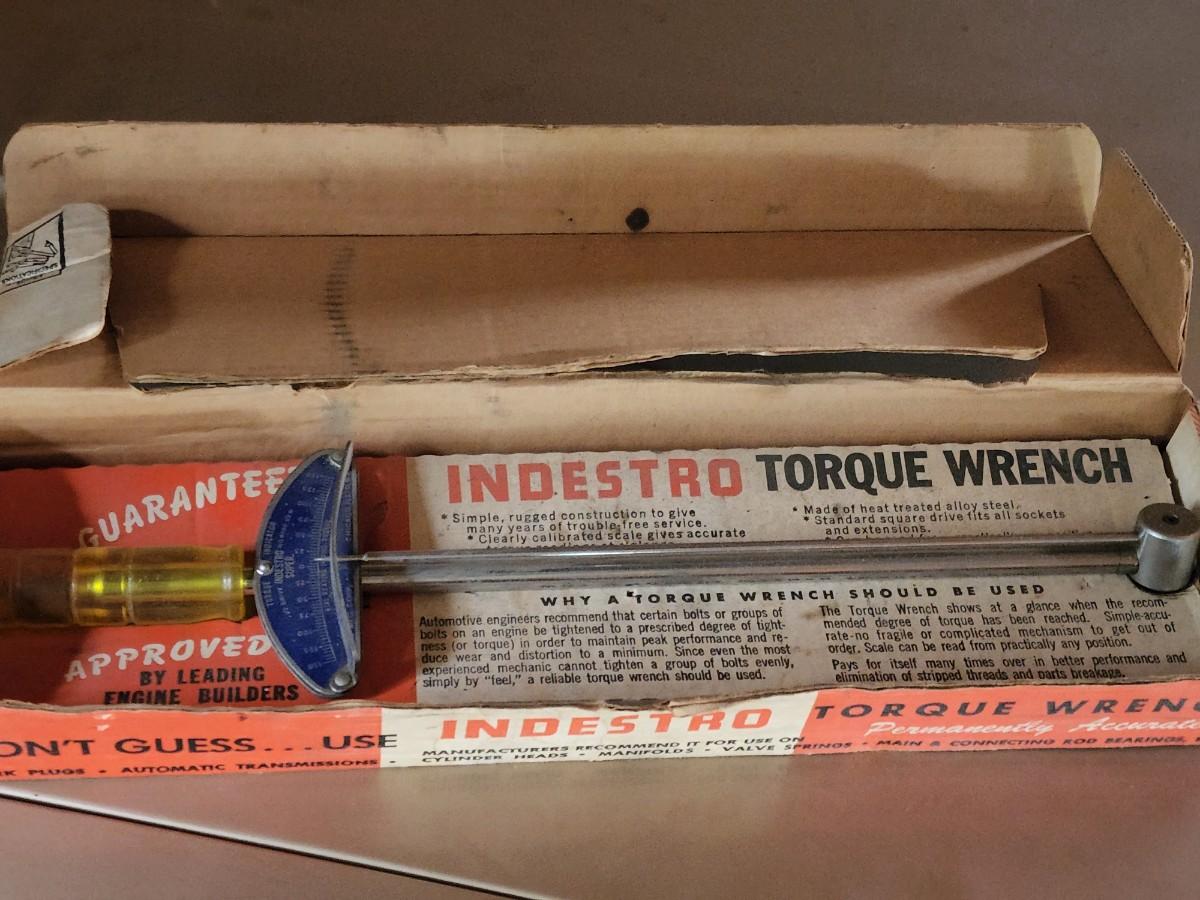 SPECIFICATIONS
GUARANTEE
INDESTRO TORQUE WRENCH
* Simple, rugged construction to give
many years of trouble-free service.
* Clearly calibrated scale gives accurate
* Made of heat treated alloy steel.
* Standard square drive fits all sockets
and extensions.
TORQUE INDICATOR
INDESTRO
SUPER
WHY A TORQUE WRENCH SHOULD BE USED
Automotive engineers recommend that certain bolts or groups of
bolts on an engine be tightened to a prescribed degree of tight-
ness (or torque) in order to maintain peak performance and re-
duce wear and distortion to a minimum. Since even the most
experienced mechanic cannot tighten a group of bolts evenly,
simply by "feel," a reliable torque wrench should be used.
The Torque Wrench shows at a glance when the recom-
mended degree of torque has been reached. Simple-accu-
rate-no fragile or complicated mechanism to get out of
order. Scale can be read from practically any position.
Pays for itself many times over in better performance and
elimination of stripped threads and parts breakage.
APPROVED
BY LEADING
ENGINE BUILDERS
ON'T GUESS...USE
RK PLUGS • AUTOMATIC TRANSMISSIONS •
INDESTRO
MANUFACTURERS RECOMMEND IT FOR USE ON
CYLINDER HEADS • MANIFOLDS • VALVE SPRINGS • MAIN & CONNECTING ROD BEARINGS,
TORQUE WRENC
Permanently Accurate